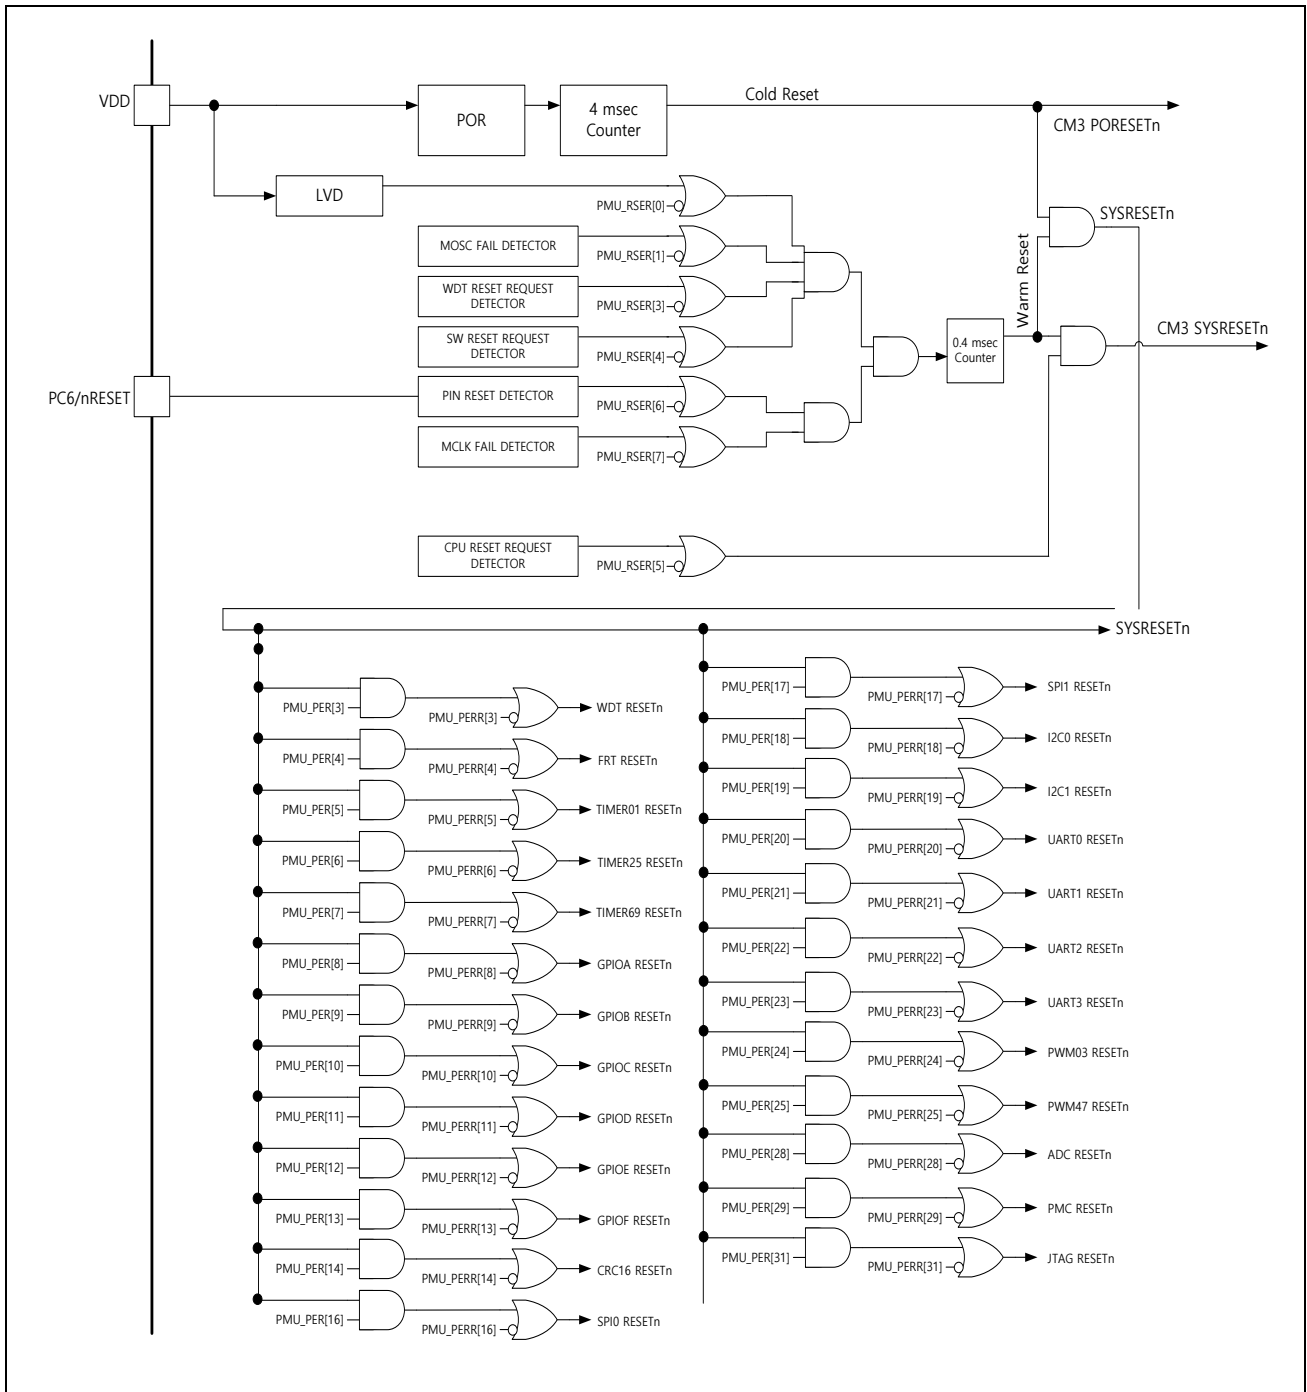 VDD
POR
4 msec
Counter
Cold Reset
CM3 PORESETn
LVD
PMU_RSER[0]
SYSRESETn
MOSC FAIL DETECTOR
PMU_RSER[1]
WDT RESET REQUEST
DETECTOR
PMU_RSER[3]
Warm Reset
SW RESET REQUEST
DETECTOR
PMU_RSER[4]
0.4 msec
Counter
CM3 SYSRESETn
PC6/nRESET
PIN RESET DETECTOR
PMU_RSER[6]
MCLK FAIL DETECTOR
PMU_RSER[7]
CPU RESET REQUEST
DETECTOR
PMU_RSER[5]
SYSRESETn
PMU_PER[3]
PMU_PERR[3]
WDT RESETn
PMU_PER[4]
PMU_PERR[4]
FRT RESETn
PMU_PER[5]
PMU_PERR[5]
TIMER01 RESETn
PMU_PER[6]
PMU_PERR[6]
TIMER25 RESETn
PMU_PER[7]
PMU_PERR[7]
TIMER69 RESETn
PMU_PER[8]
PMU_PERR[8]
GPIOA RESETn
PMU_PER[9]
PMU_PERR[9]
GPIOB RESETn
PMU_PER[10]
PMU_PERR[10]
GPIOC RESETn
PMU_PER[11]
PMU_PERR[11]
GPIOD RESETn
PMU_PER[12]
PMU_PERR[12]
GPIOE RESETn
PMU_PER[13]
PMU_PERR[13]
GPIOF RESETn
PMU_PER[14]
PMU_PERR[14]
CRC16 RESETn
PMU_PER[16]
PMU_PERR[16]
SPI0 RESETn
PMU_PER[17]
PMU_PERR[17]
SPI1 RESETn
PMU_PER[18]
PMU_PERR[18]
I2C0 RESETn
PMU_PER[19]
PMU_PERR[19]
I2C1 RESETn
PMU_PER[20]
PMU_PERR[20]
UART0 RESETn
PMU_PER[21]
PMU_PERR[21]
UART1 RESETn
PMU_PER[22]
PMU_PERR[22]
UART2 RESETn
PMU_PER[23]
PMU_PERR[23]
UART3 RESETn
PMU_PER[24]
PMU_PERR[24]
PWM03 RESETn
PMU_PER[25]
PMU_PERR[25]
PWM47 RESETn
PMU_PER[28]
PMU_PERR[28]
ADC RESETn
PMU_PER[29]
PMU_PERR[29]
PMC RESETn
PMU_PER[31]
PMU_PERR[31]
JTAG RESETn